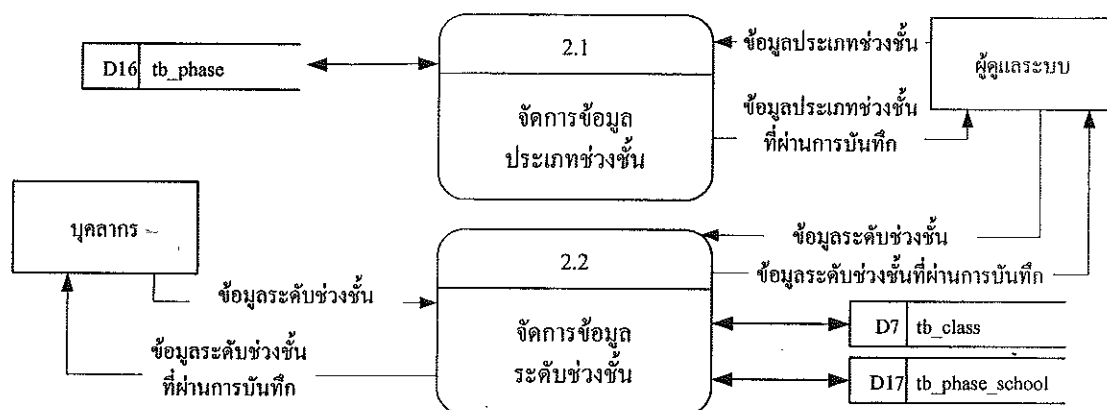 2.1
ข้อมูลประเภทช่วงชั้น
ผู้ดูแลระบบ
D16 tb_phase
จัดการข้อมูล
ประเภทช่วงชั้น
ข้อมูลประเภทช่วงชั้น
ที่ผ่านการบันทึก
บุคลากร
ข้อมูลระดับช่วงชั้น
2.2
ข้อมูลระดับช่วงชั้นที่ผ่านการบันทึก
ข้อมูลระดับช่วงชั้น
จัดการข้อมูล
ระดับช่วงชั้น
D7 tb_class
ข้อมูลระดับช่วงชั้น
ที่ผ่านการบันทึก
D17 tb_phase_school